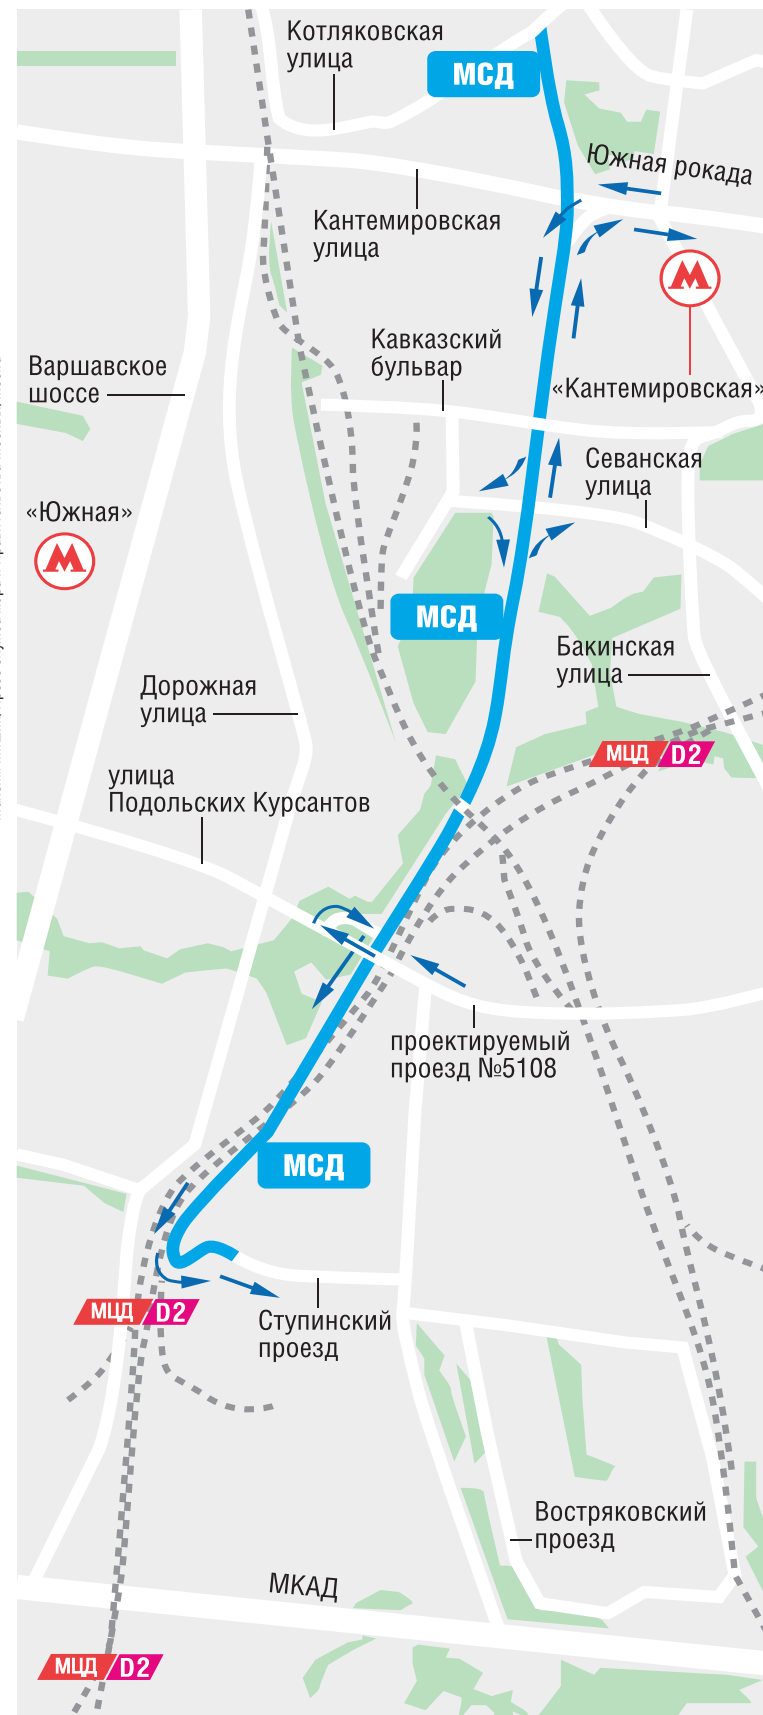 Котляковская
улица
МСД
Южная рокада
Кантемировская
улица
М
Кавказский
бульвар
Варшавское
шоссе
«Кантемировская»
Севанская
улица
«Южная»
М
МСД
Бакинская
улица
Дорожная
улица
МЦД D2
улица
Подольских Курсантов
проектируемый
проезд №5108
МСД
МЦД D2
Ступинский
проезд
Востряковский
проезд
МКАД
МЦД D2